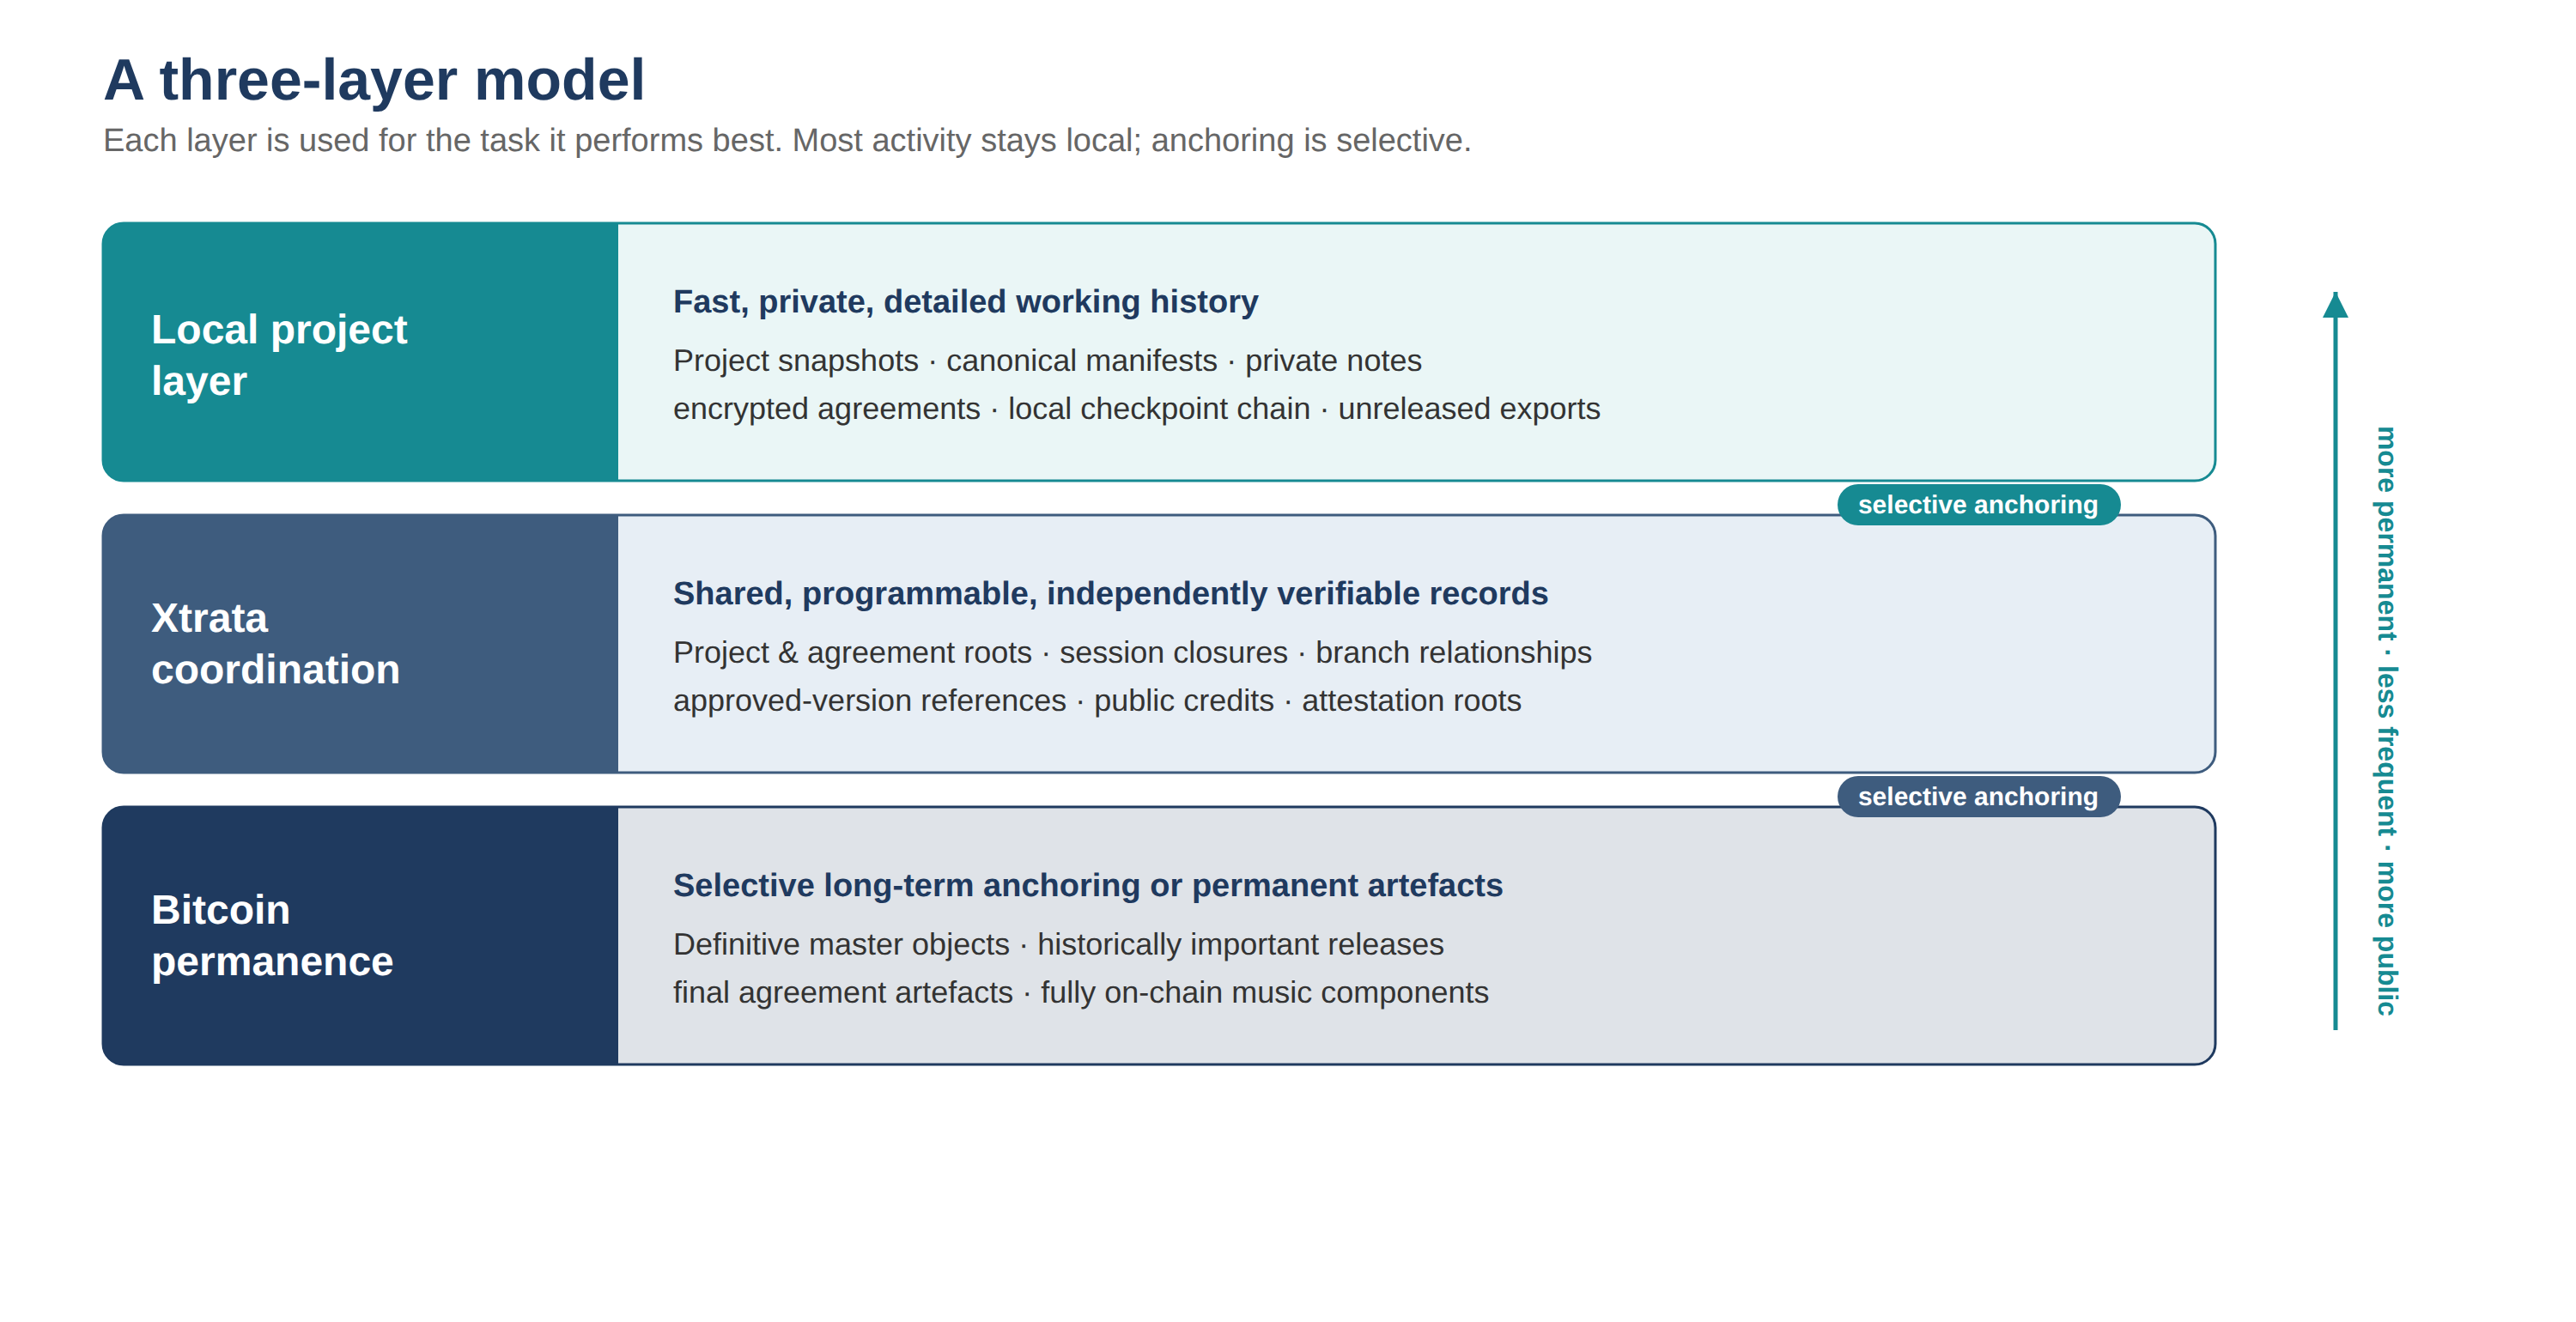 A three-layer model
Each layer is used for the task it performs best. Most activity stays local; anchoring is selective.
Local project
layer
Fast, private, detailed working history
Project snapshots · canonical manifests · private notes
encrypted agreements · local checkpoint chain · unreleased exports
selective anchoring
Xtrata
coordination
Shared, programmable, independently verifiable records
Project & agreement roots · session closures · branch relationships
approved-version references · public credits · attestation roots
selective anchoring
Bitcoin
permanence
Selective long-term anchoring or permanent artefacts
Definitive master objects · historically important releases
final agreement artefacts · fully on-chain music components
more permanent · less frequent · more public